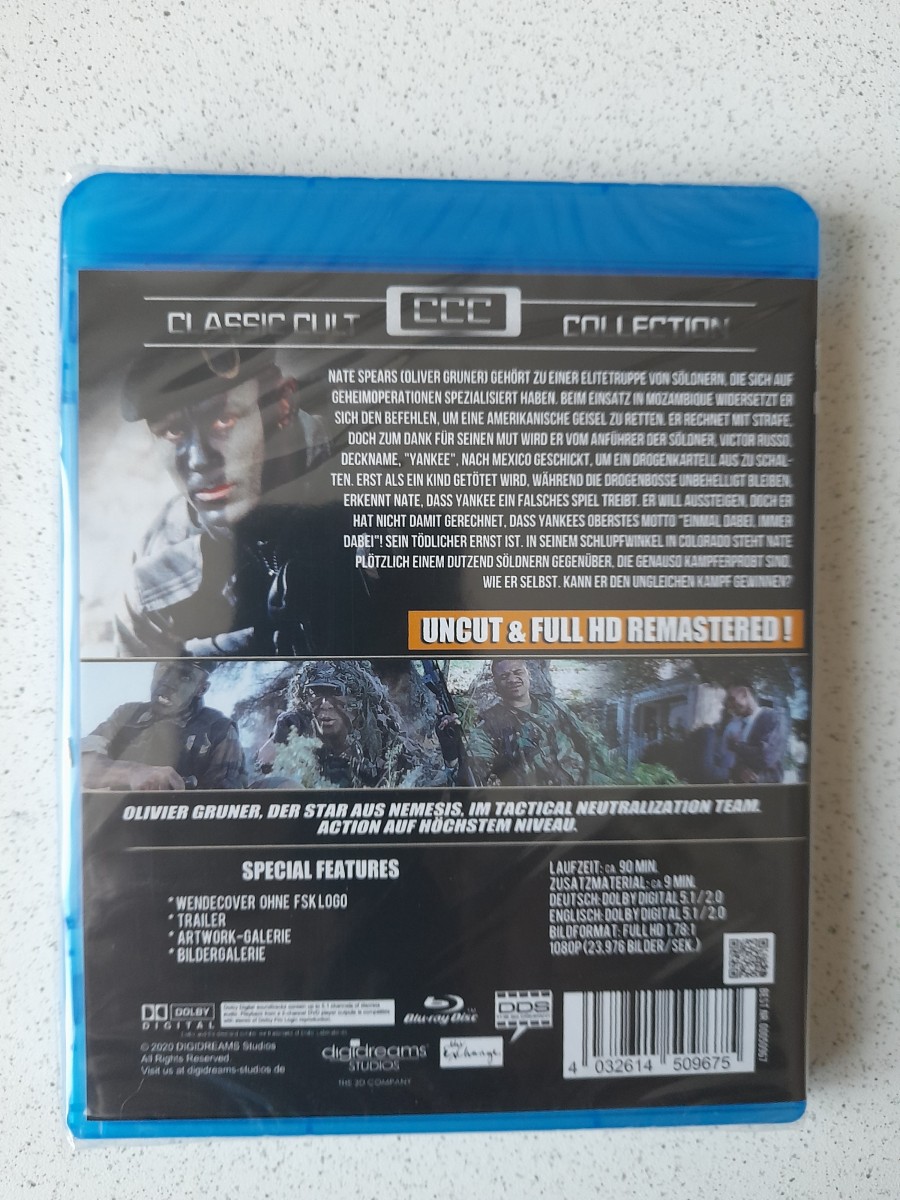 CLASSIC CULT CCC COLLECTION
NATE SPEARS (OLIVER GRUNER) GEHÖRT ZU EINER ELITETRUPPE VON SÖLDNERN, DIE SICH AUF
GEHEIMOPERATIONEN SPEZIALISIERT HABEN. BEIM EINSATZ IN MOZAMBIQUE WIDERSETZT ER
SICH DEN BEFEHLEN, UM EINE AMERIKANISCHE GEISEL ZU RETTEN. ER RECHNET MIT STRAFE,
DOCH ZUM DANK FÜR SEINEN MUT WIRD ER VOM ANFÜHRER DER SÖLDNER, VICTOR RUSSO,
DECKNAME, "YANKEE", NACH MEXICO GESCHICKT, UM EIN DROGENKARTELL AUS ZU SCHAL-
TEN. ERST ALS EIN KIND GETÖTET WIRD, WÄHREND DIE DROGENBOSSE UNBEHELLIGT BLEIBEN,
ERKENNT NATE, DASS YANKEE EIN FALSCHES SPIEL TREIBT. ER WILL AUSSTEIGEN, DOCH ER
HAT NICHT DAMIT GERECHNET, DASS YANKEES OBERSTES MOTTO "EINMAL DABEI, IMMER
DABEI"! SEIN TÖDLICHER ERNST IST. IN SEINEM SCHLUPFWINKEL IN COLORADO STEHT NATE
PLÖTZLICH EINEM DUTZEND SÖLDNERN GEGENÜBER, DIE GENAUSO KAMPFERPROBT SIND,
WIE ER SELBST. KANN ER DEN UNGLEICHEN KAMPF GEWINNEN?
UNCUT & FULL HD REMASTERED !
OLIVIER GRUNER, DER STAR AUS NEMESIS, IM TACTICAL NEUTRALIZATION TEAM.
ACTION AUF HÖCHSTEM NIVEAU.
SPECIAL FEATURES
* WENDECOVER OHNE FSK LOGO
* TRAILER
* ARTWORK-GALERIE
* BILDERGALERIE
LAUFZEIT: CA. 90 MIN.
ZUSATZMATERIAL: CA. 9 MIN.
DEUTSCH: DOLBY DIGITAL 5.1 / 2.0
ENGLISCH: DOLBY DIGITAL 5.1 / 2.0
BILDFORMAT: FULL HD 1.78:1
1080P (23.976 BILDER/SEK.)
DOLBY
DIGITAL
Blu-ray Disc
DDS
© 2020 DIGIDREAMS Studios
All Rights Reserved.
Visit us at digidreams-studios.de
digidreams
STUDIOS
THE 3D COMPANY
the Exchange
4 032614 509675